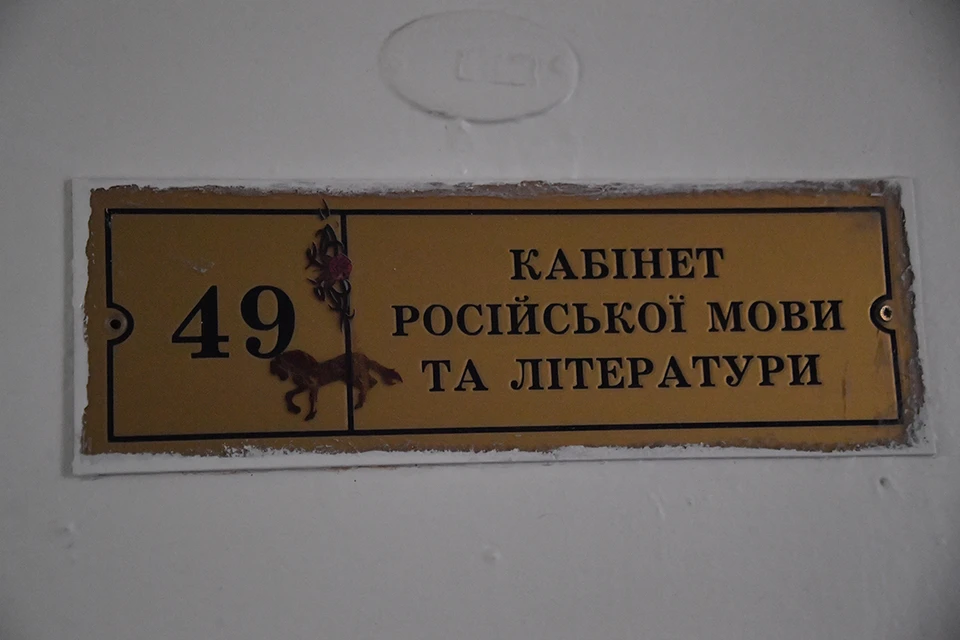 49
КАБІНЕТ
РОСІЙСЬКОЇ МОВИ
ТА ЛІТЕРАТУРИ